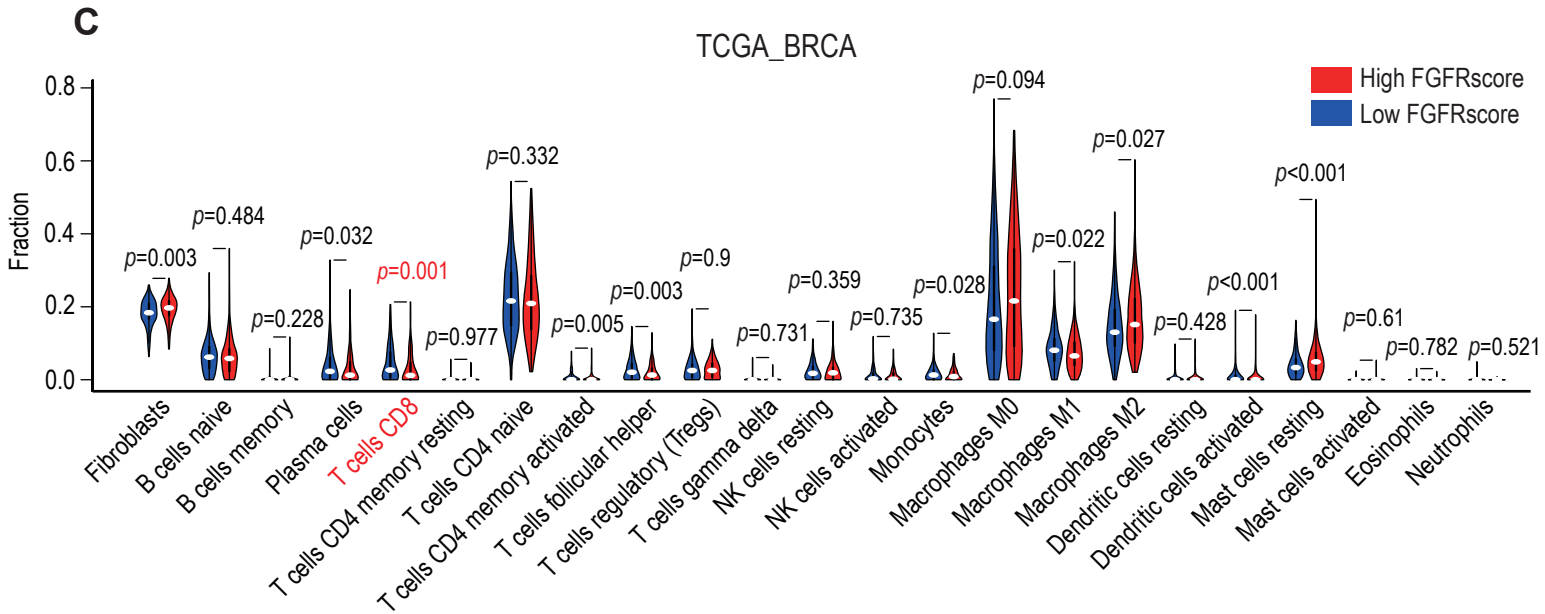 C
TCGA_BRCA
High FGFRscore
Low FGFRscore
Fraction
0.8
0.6
0.4
0.2
0.0
p=0.003
p=0.484
p=0.228
p=0.032
p=0.001
p=0.977
p=0.332
p=0.005
p=0.003
p=0.9
p=0.731
p=0.359
p=0.735
p=0.028
p=0.094
p=0.022
p=0.027
p=0.428
p<0.001
p<0.001
p=0.61
p=0.782
p=0.521
Fibroblasts
B cells naive
B cells memory
Plasma cells
T cells CD8
T cells CD4 memory resting
T cells CD4 naive
T cells CD4 memory activated
T cells follicular helper
T cells regulatory (Tregs)
T cells gamma delta
NK cells resting
NK cells activated
Monocytes
Macrophages M0
Macrophages M1
Macrophages M2
Dendritic cells resting
Dendritic cells activated
Mast cells resting
Mast cells activated
Eosinophils
Neutrophils